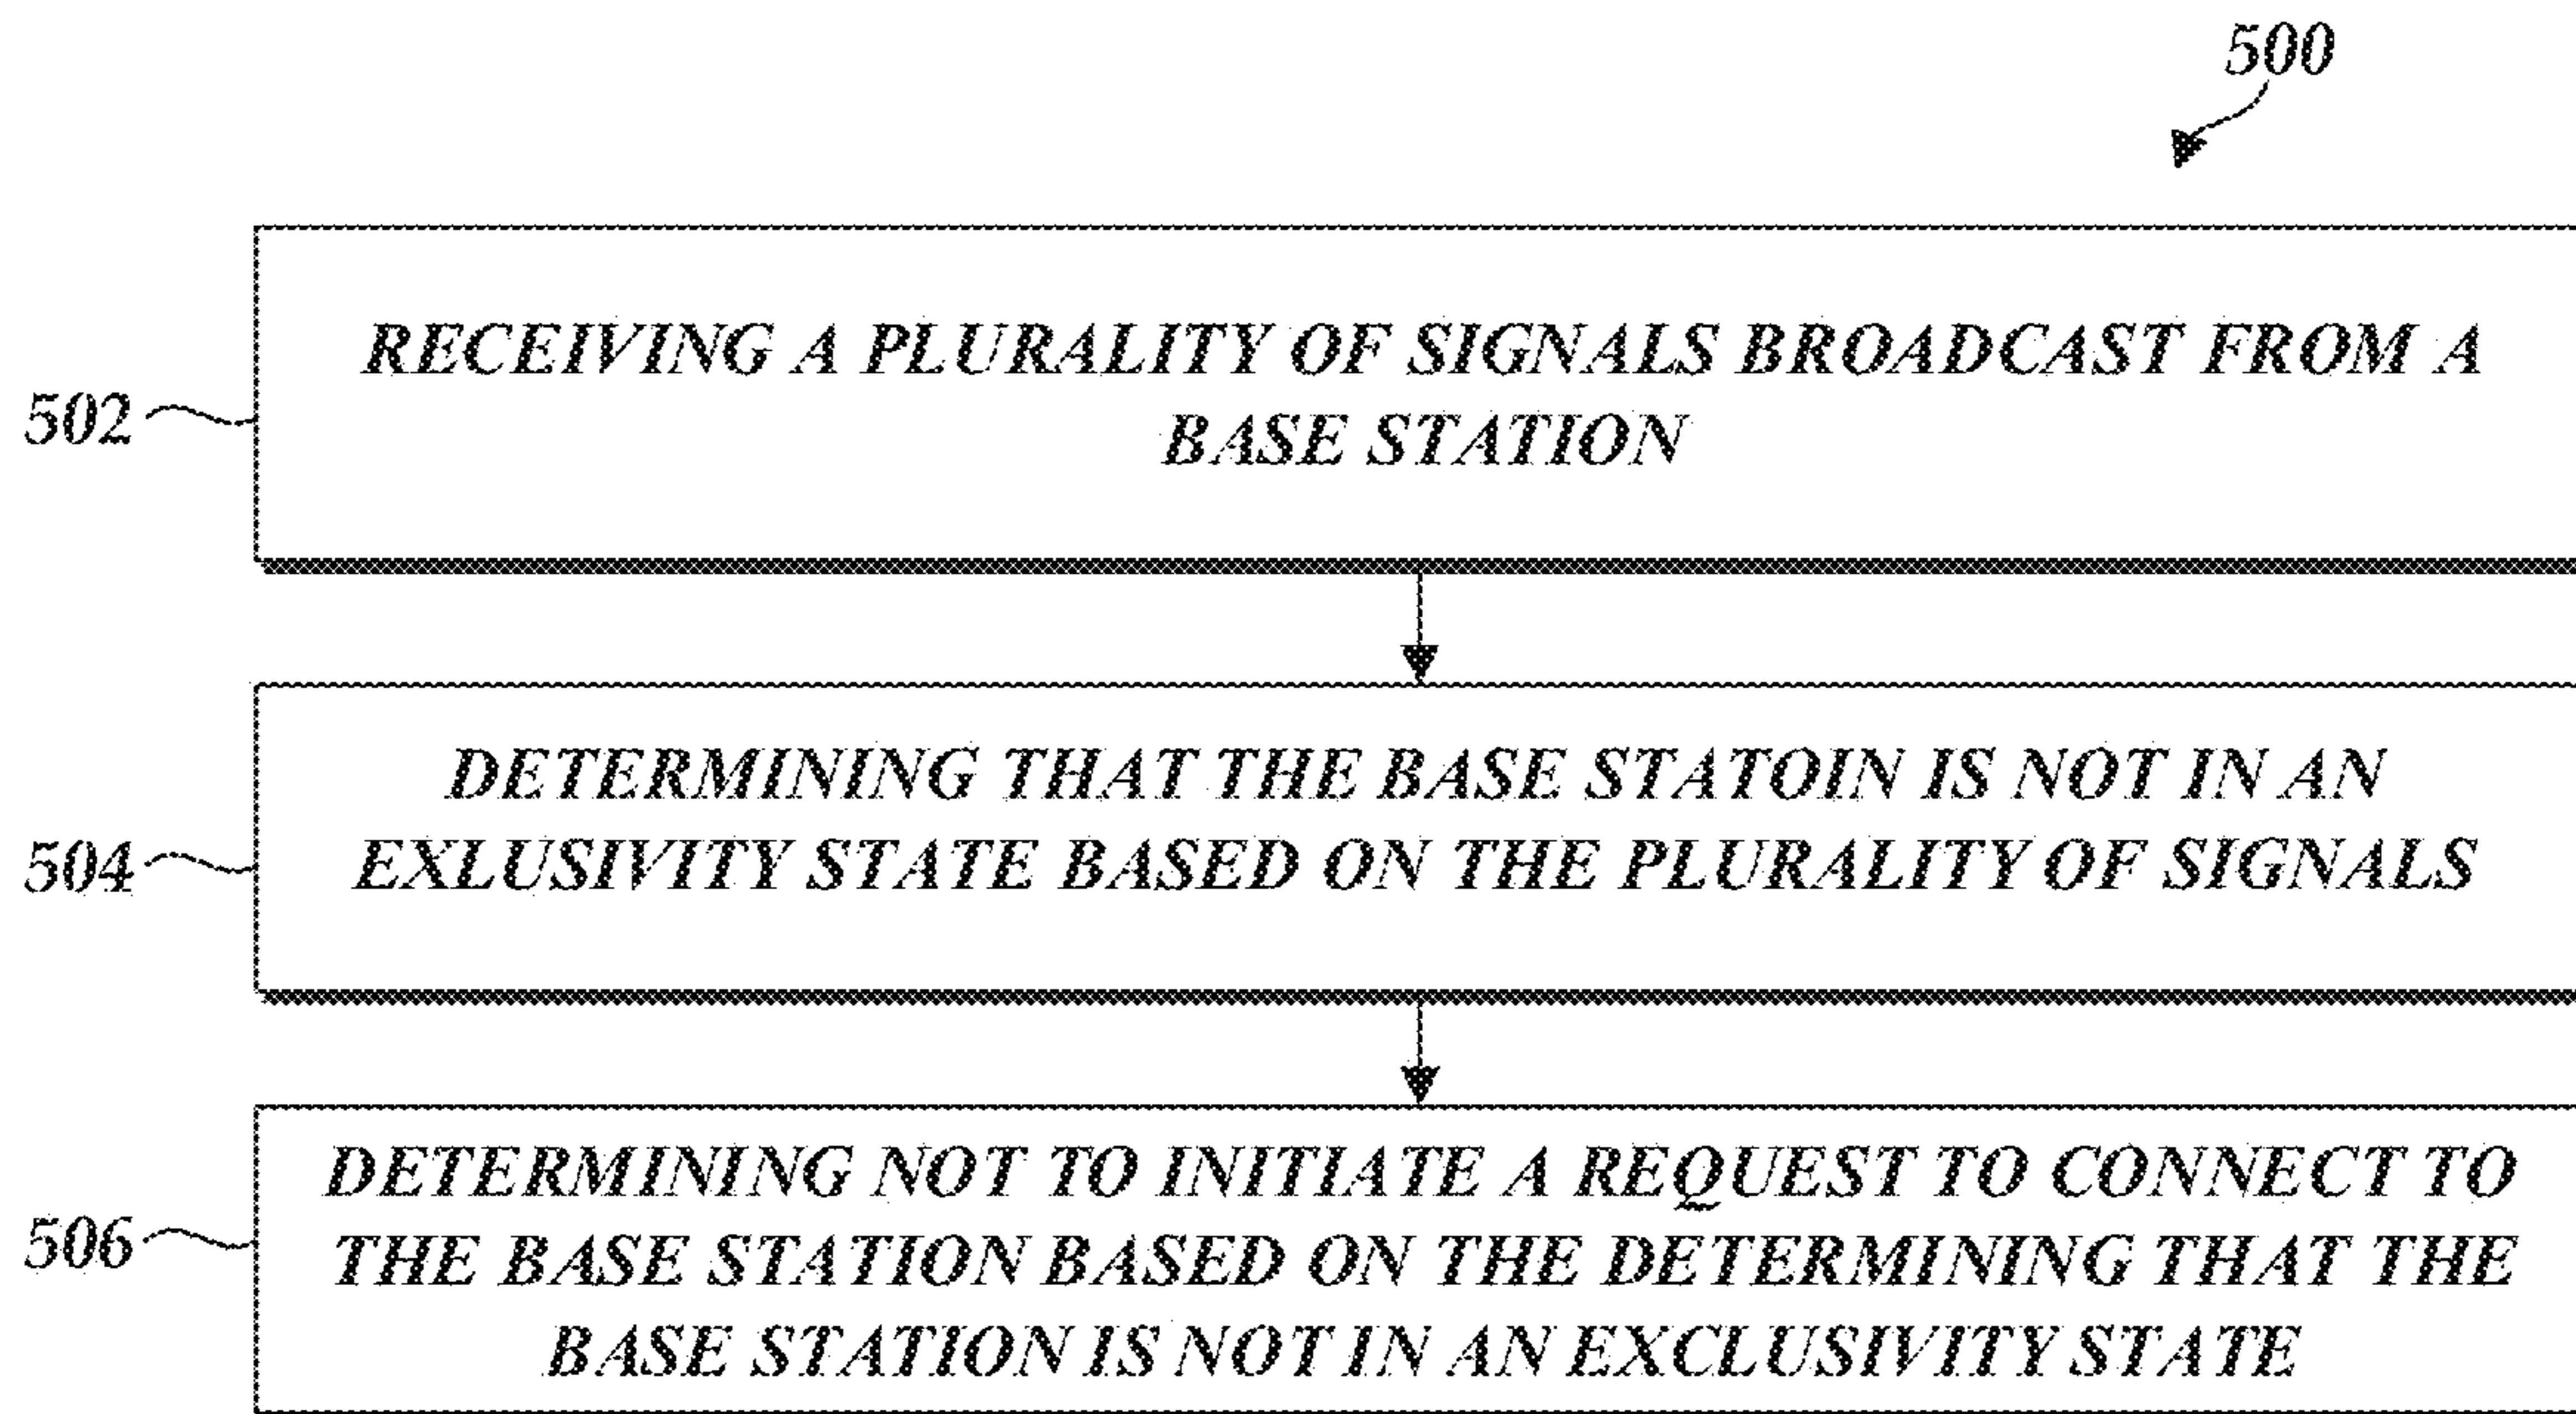 500
502
RECEIVING A PLURALITY OF SIGNALS BROADCAST FROM A
BASE STATION
504
DETERMINING THAT THE BASE STATOIN IS NOT IN AN
EXLUSIVITY STATE BASED ON THE PLURALITY OF SIGNALS
506
DETERMINING NOT TO INITIATE A REQUEST TO CONNECT TO
THE BASE STATION BASED ON THE DETERMINING THAT THE
BASE STATION IS NOT IN AN EXCLUSIVITY STATE